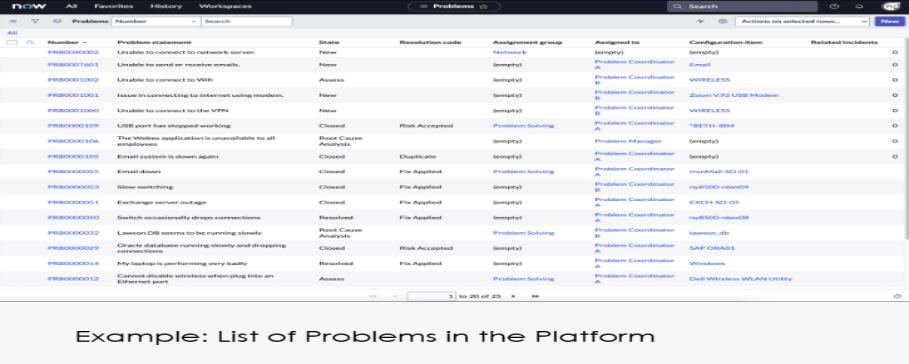 now All Favorites History Workspaces Problems Search
Problems Number Search Actions on selected rows... New
All
Number Problem statement State Resolution code Assignment group Assigned to Configuration item Related Incidents
PRB0040002 Unable to connect to network server. New Network (empty) (empty) 0
PRB0007601 Unable to send or receive emails. New (empty) Problem Coordinator A Email 0
PRB0001002 Unable to connect to Wifi Assess (empty) Problem Coordinator B WIRELESS 0
PRB0001001 Issue in connecting to internet using modem. New (empty) Problem Coordinator B Zoom V.92 USB Modem 0
PRB0001000 Unable to connect to the VPN New (empty) Problem Coordinator B WIRELESS 0
PRB0000109 USB port has stopped working Closed Risk Accepted Problem Solving Problem Coordinator A *BETH-IBM 0
PRB0000106 The Webex application is unavailable to all employees Root Cause Analysis (empty) Problem Manager (empty) 0
PRB0000105 Email system is down again Closed Duplicate (empty) Problem Coordinator A (empty) 0
PRB0000055 Email down Closed Fix Applied Problem Solving Problem Coordinator A IronMail-SD-01
PRB0000053 Slow switching Closed Fix Applied (empty) Problem Coordinator B ny8500-nbxs09
PRB0000051 Exchange server outage Closed Fix Applied (empty) Problem Coordinator A EXCH-SD-05
PRB0000050 Switch occasionally drops connections Resolved Fix Applied (empty) Problem Coordinator A ny8500-nbxs08
PRB0000032 Lawson DB seems to be running slowly Root Cause Analysis Problem Solving Problem Coordinator B lawson_db
PRB0000029 Oracle database running slowly and dropping connections Closed Risk Accepted (empty) Problem Coordinator A SAP ORA01
PRB0000014 My laptop is performing very badly Resolved Fix Applied (empty) Problem Coordinator A Windows
PRB0000012 Cannot disable wireless when plug into an Ethernet port Assess Problem Solving Problem Coordinator A Dell Wireless WLAN Utility
1 to 20 of 25
Example: List of Problems in the Platform